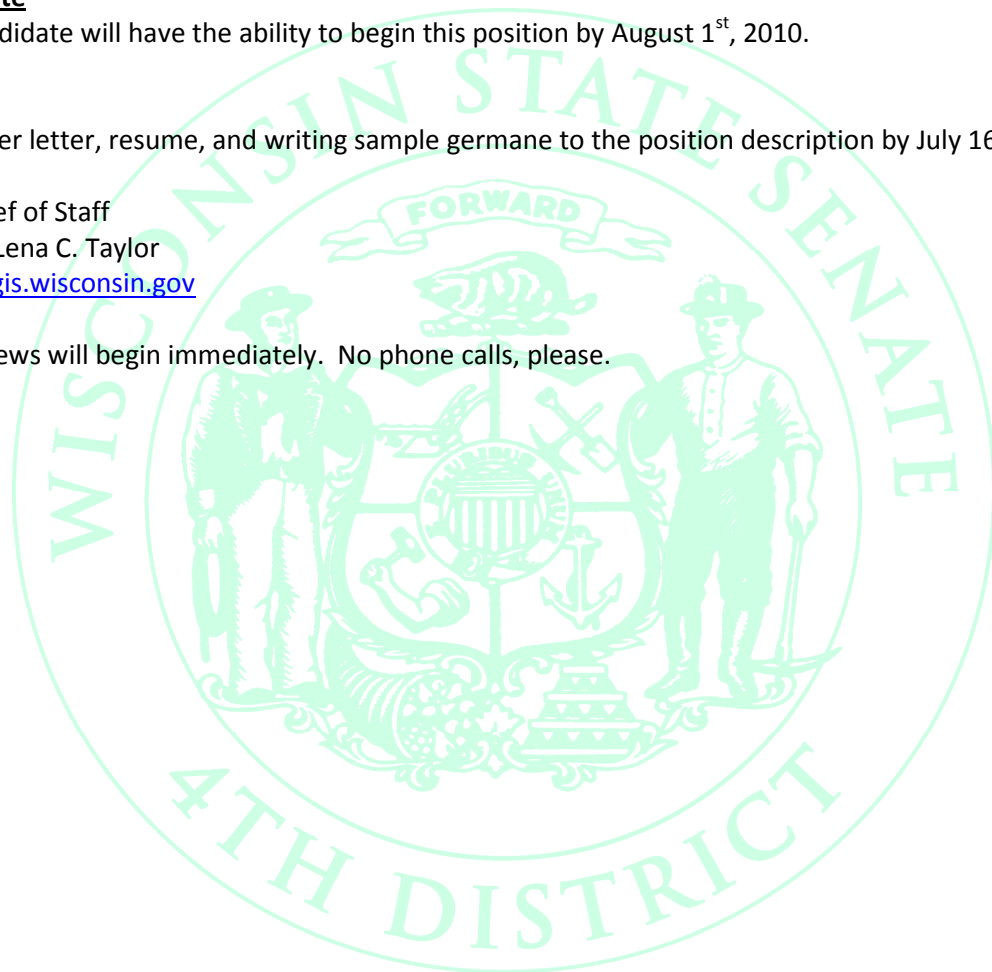 te
didate will have the ability to begin this position by August 1st, 2010.
er letter, resume, and writing sample germane to the position description by July 16
ef of Staff
Lena C. Taylor
gis.wisconsin.gov
ews will begin immediately.  No phone calls, please.
WISCONSIN STATE SENATE
FORWARD
E PLURIBUS UNUM
4TH DISTRICT